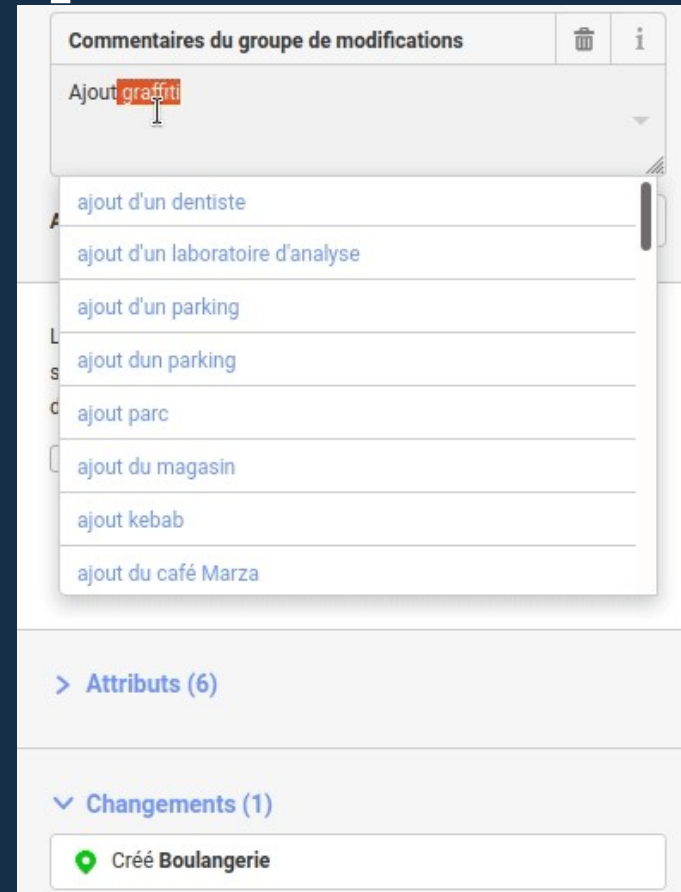 Commentaires du groupe de modifications
Ajout graffiti
A
ajout d'un dentiste
ajout d'un laboratoire d'analyse
ajout d'un parking
L
ajout dun parking
s
d
ajout parc
ajout du magasin
ajout kebab
ajout du café Marza
Attributs (6)
Changements (1)
Créé Boulangerie